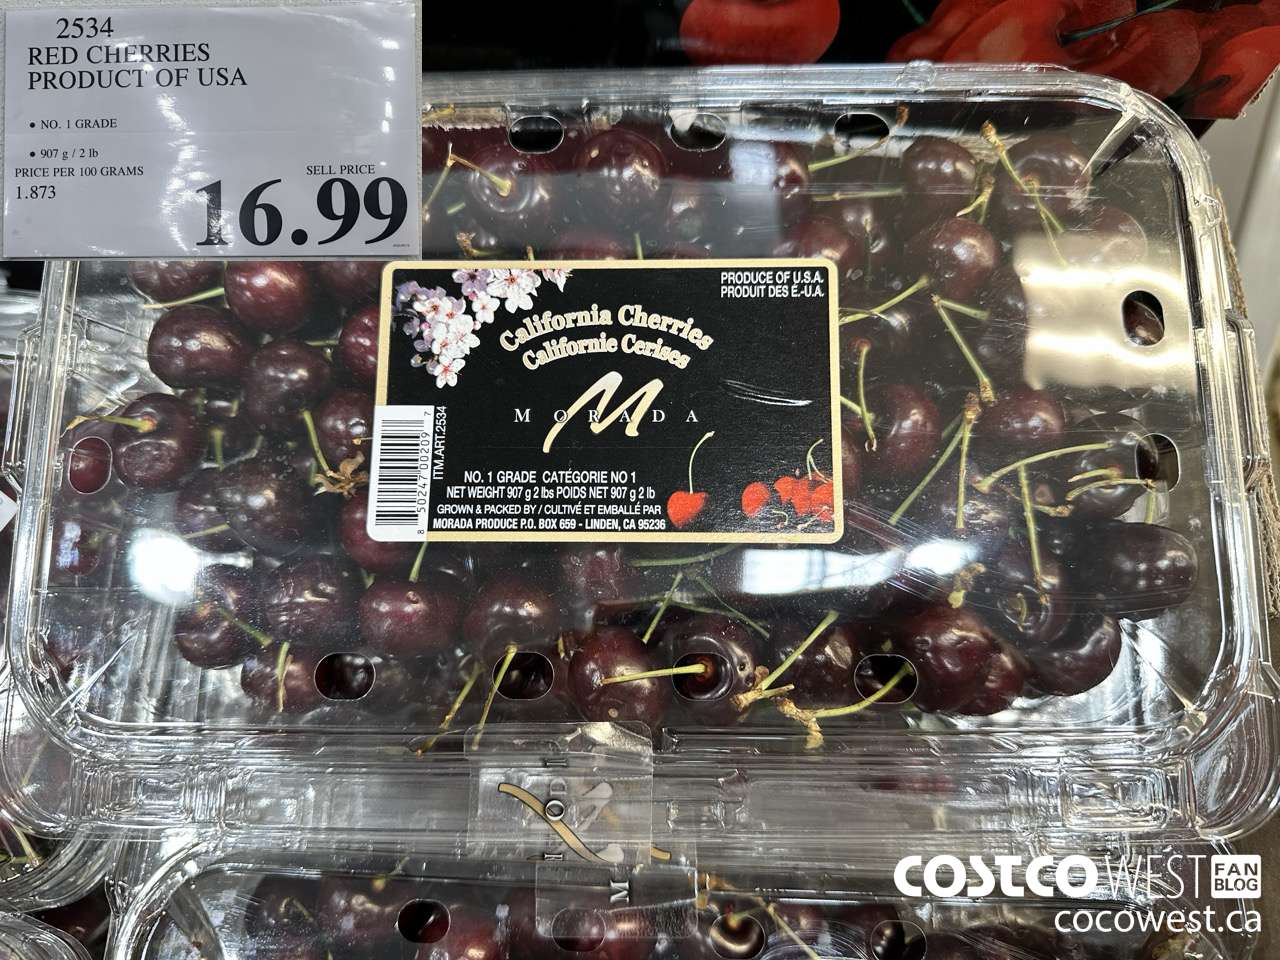 2534
RED CHERRIES
PRODUCT OF USA
• NO. 1 GRADE
• 907 g / 2 lb
PRICE PER 100 GRAMS
1.873
SELL PRICE
16.99
PRODUCE OF U.S.A.
PRODUIT DES É.-U.A.
California Cherries
Californie Cerises
M
MORADA
NO. 1 GRADE CATÉGORIE NO 1
NET WEIGHT 907 g 2 lbs POIDS NET 907 g 2 lb
GROWN & PACKED BY / CULTIVÉ ET EMBALLÉ PAR
MORADA PRODUCE P.O. BOX 659 - LINDEN, CA 95236
ITM.ART.2534
8 50247 00209 7
COSTCO WEST FAN BLOG
cocowest.ca